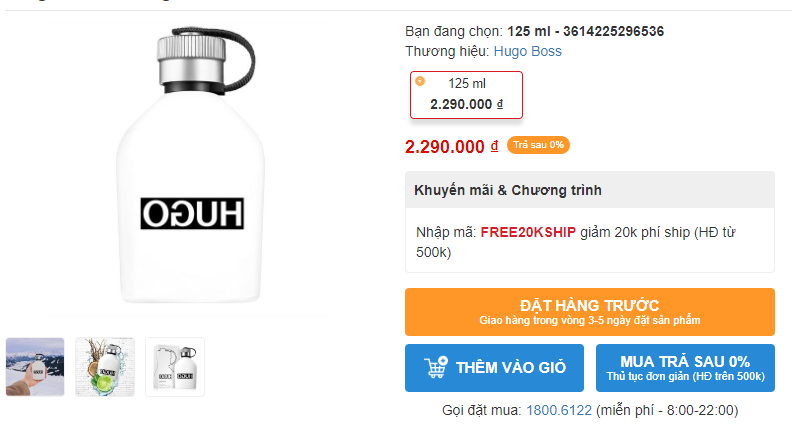 Bạn đang chọn: 125 ml - 3614225296536
Thương hiệu: Hugo Boss
125 ml
2.290.000 ₫
2.290.000 ₫ Trả sau 0%
HUGO
Khuyến mãi & Chương trình
Nhập mã: FREE20KSHIP giảm 20k phí ship (HĐ từ
500k)
ĐẶT HÀNG TRƯỚC
Giao hàng trong vòng 3-5 ngày đặt sản phẩm
THÊM VÀO GIỎ
MUA TRẢ SAU 0%
Thủ tục đơn giản (HĐ trên 500k)
Gọi đặt mua: 1800.6122 (miễn phí - 8:00-22:00)